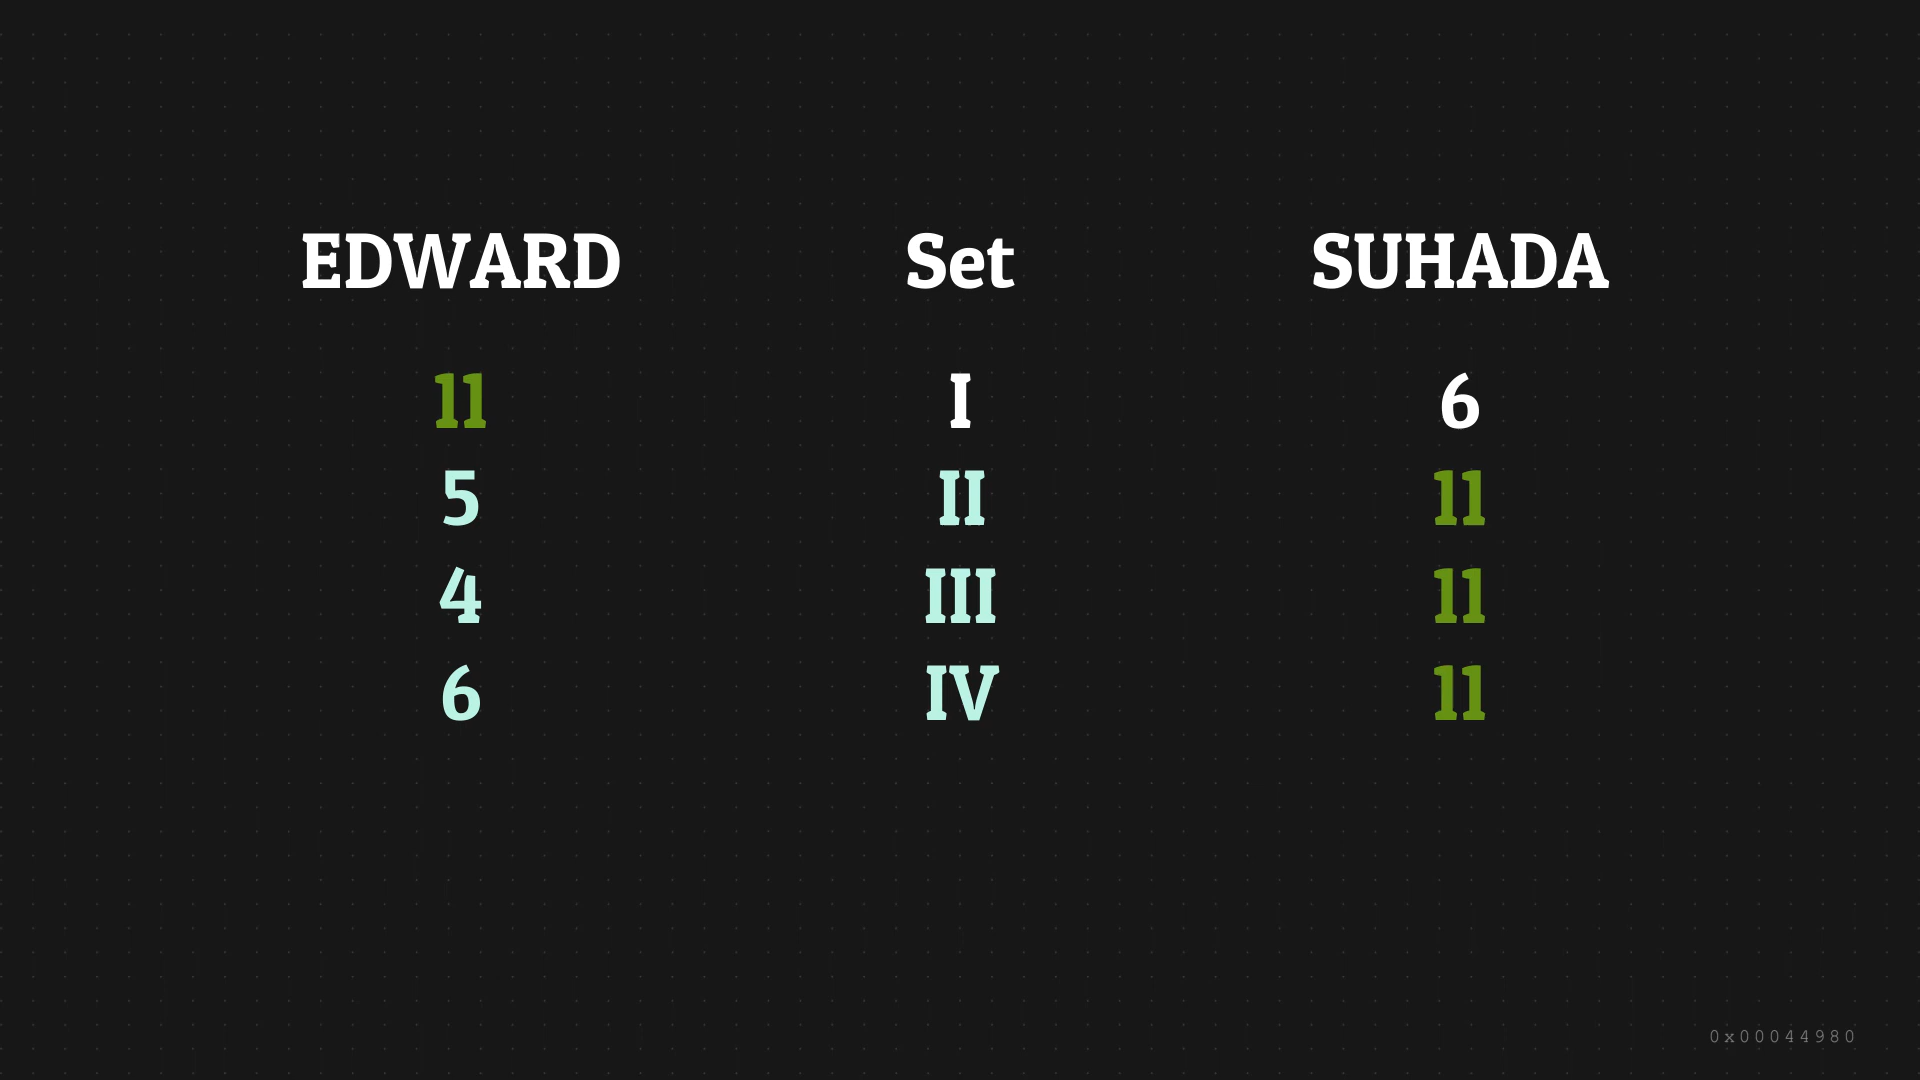 EDWARD Set SUHADA
11 I 6
5 II 11
4 III 11
6 IV 11
0x00044980